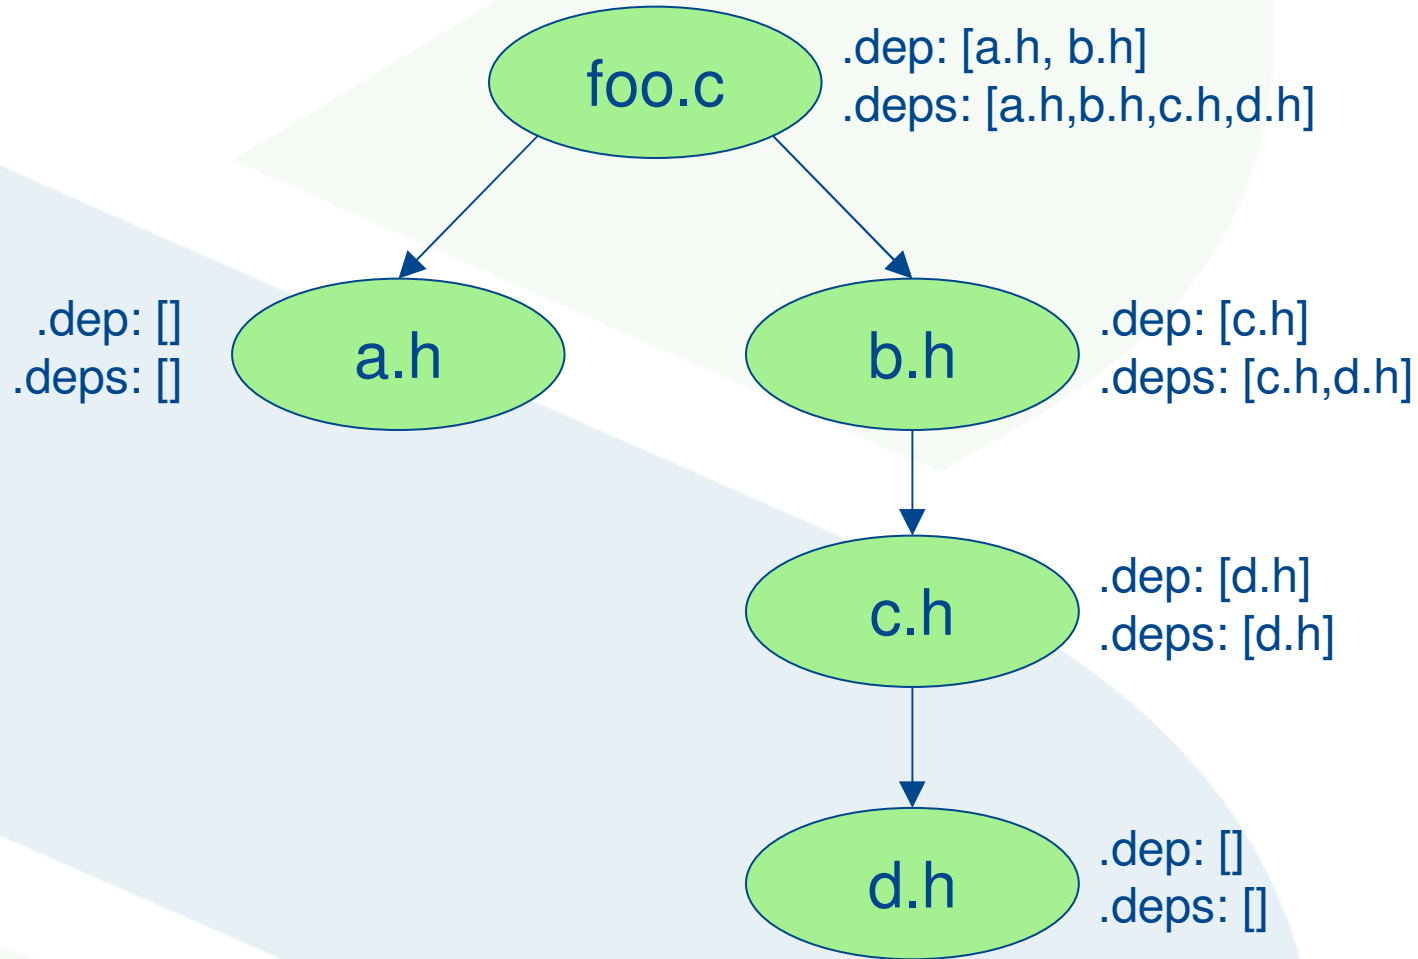 foo.c
.dep: [a.h, b.h]
.deps: [a.h,b.h,c.h,d.h]
.dep: []
.deps: []
a.h
b.h
.dep: [c.h]
.deps: [c.h,d.h]
c.h
.dep: [d.h]
.deps: [d.h]
d.h
.dep: []
.deps: []